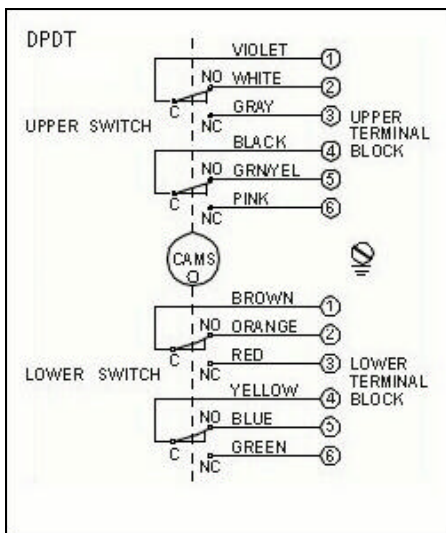 DPDT
VIOLET 1
NO WHITE 2
C
GRAY 3
NC
UPPER SWITCH
UPPER
TERMINAL
BLOCK
BLACK 4
NO GRN/YEL 5
C
PINK 6
NC
CAMS
BROWN 1
NO ORANGE 2
C
RED 3
NC
LOWER SWITCH
LOWER
TERMINAL
BLOCK
YELLOW 4
NO BLUE 5
C
GREEN 6
NC